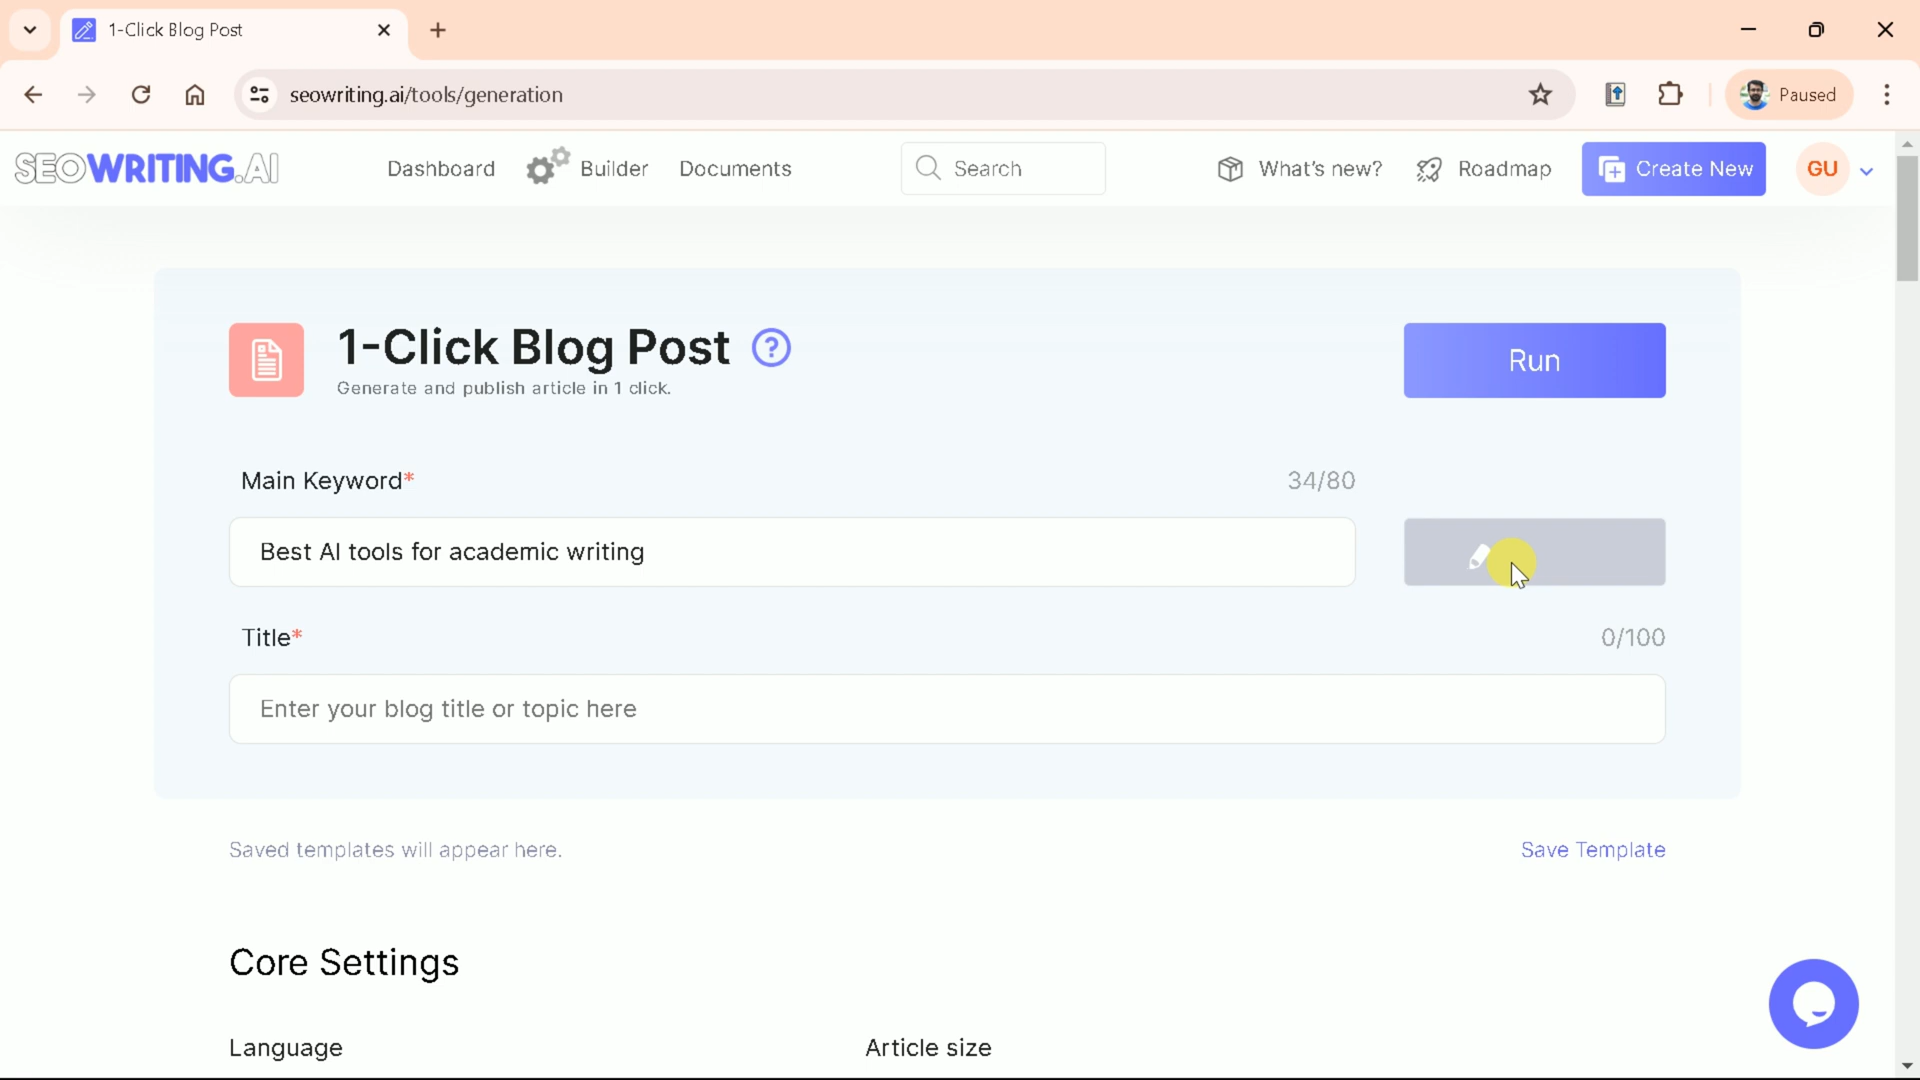 1-Click Blog Post
seowriting.ai/tools/generation
Paused
SEOWRITING.AI
Dashboard
Builder
Documents
Search
What's new?
Roadmap
Create New
GU
1-Click Blog Post
Generate and publish article in 1 click.
Run
Main Keyword*
34/80
Best AI tools for academic writing
Title*
0/100
Enter your blog title or topic here
Saved templates will appear here.
Save Template
Core Settings
Language
Article size